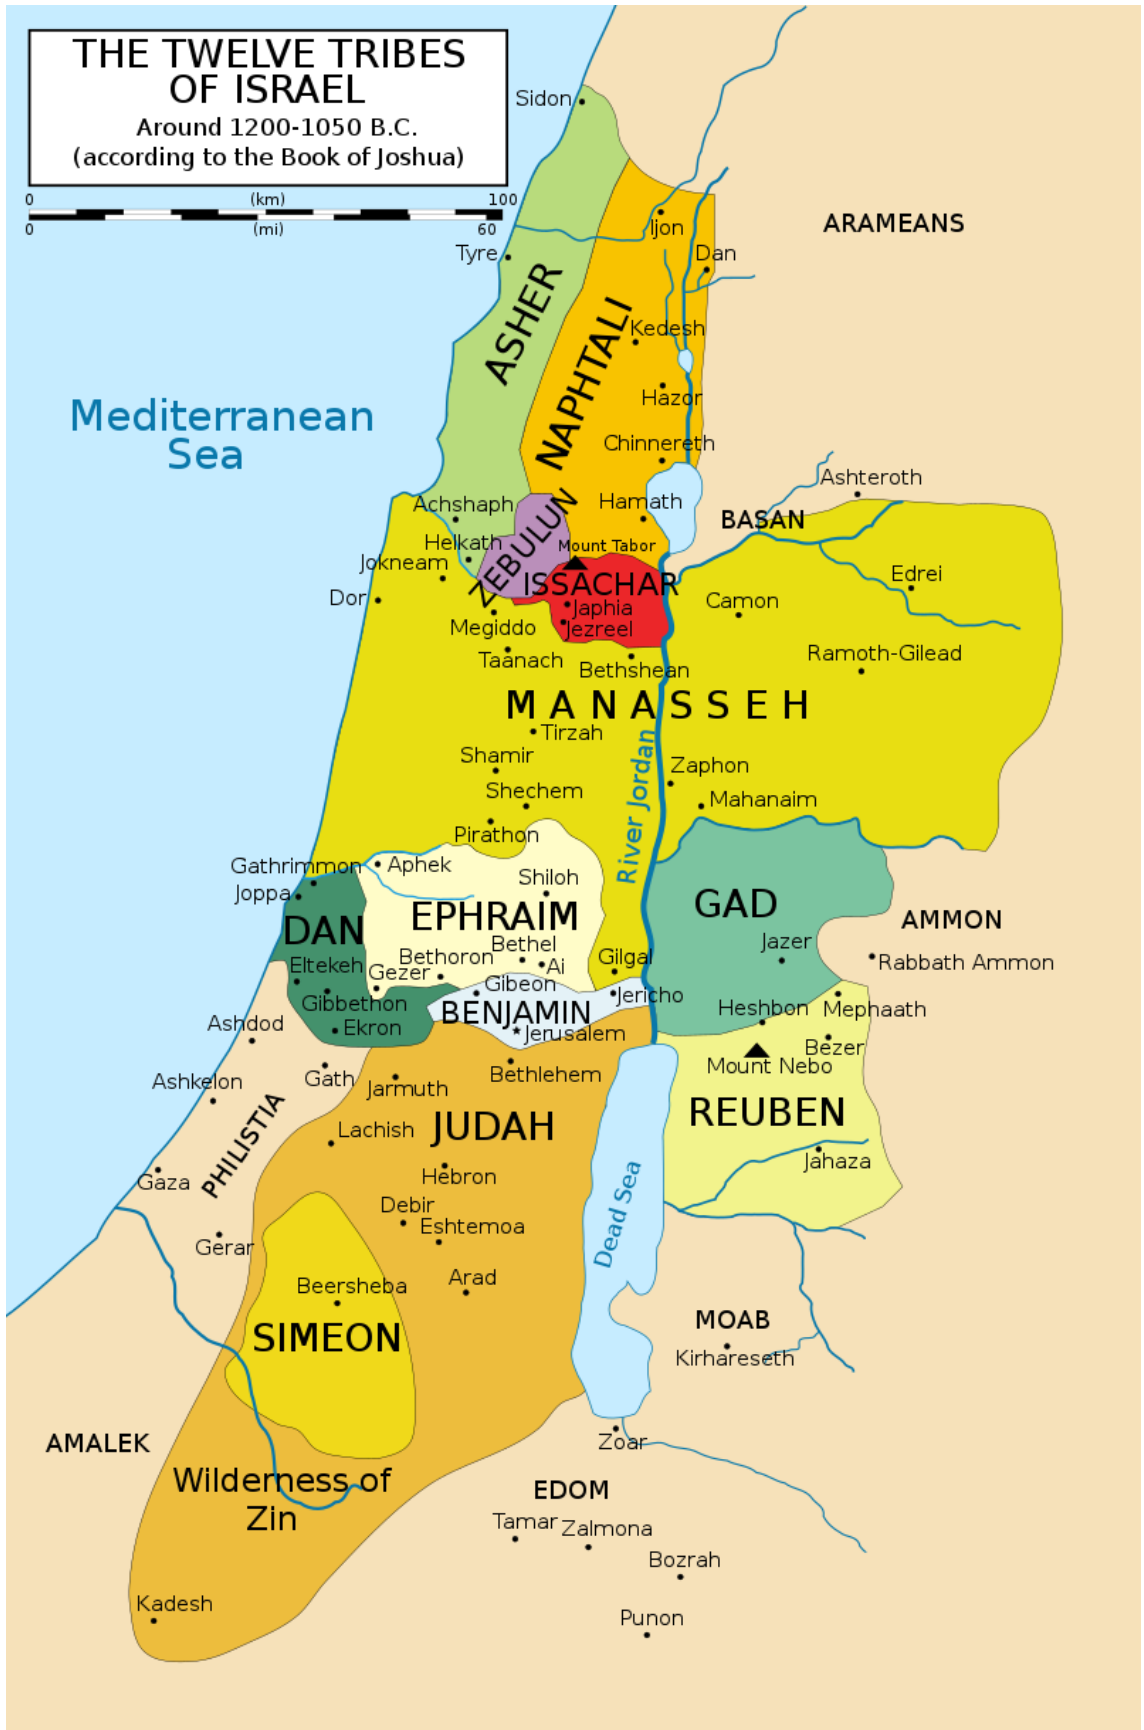 THE TWELVE TRIBES
OF ISRAEL
Around 1200-1050 B.C.
(according to the Book of Joshua)
0 (km) 100
0 (mi) 60
Sidon
Ijon
ARAMEANS
Tyre
Dan
ASHER
NAPHTALI
Kedesh
Hazor
Mediterranean
Sea
Chinnereth
Ashteroth
Achshaph
ZEBULUN
Hamath
BASAN
Helkath
Mount Tabor
Jokneam
ISSACHAR
Edrei
Dor
Japhia
Camon
Megiddo
Jezreel
Taanach
Bethshean
Ramoth-Gilead
MANASSEH
Tirzah
Shamir
River Jordan
Zaphon
Shechem
Mahanaim
Pirathon
Gathrimmon
Aphek
Joppa
Shiloh
DAN
EPHRAIM
GAD
AMMON
Bethel
Jazer
Eltekeh
Gezer
Bethoron
Ai
Gilgal
Rabbath Ammon
Gibbethon
Gibeon
Jericho
BENJAMIN
Heshbon
Mephaath
Ashdod
Ekron
Jerusalem
Bezer
Ashkelon
Gath
Jarmuth
Bethlehem
Mount Nebo
PHILISTIA
Lachish
JUDAH
REUBEN
Gaza
Hebron
Jahaza
Debir
Dead Sea
Gerar
Eshtemoa
Beersheba
Arad
SIMEON
MOAB
Kirhareseth
AMALEK
Zoar
Wilderness of
Zin
EDOM
Tamar
Zalmona
Bozrah
Kadesh
Punon